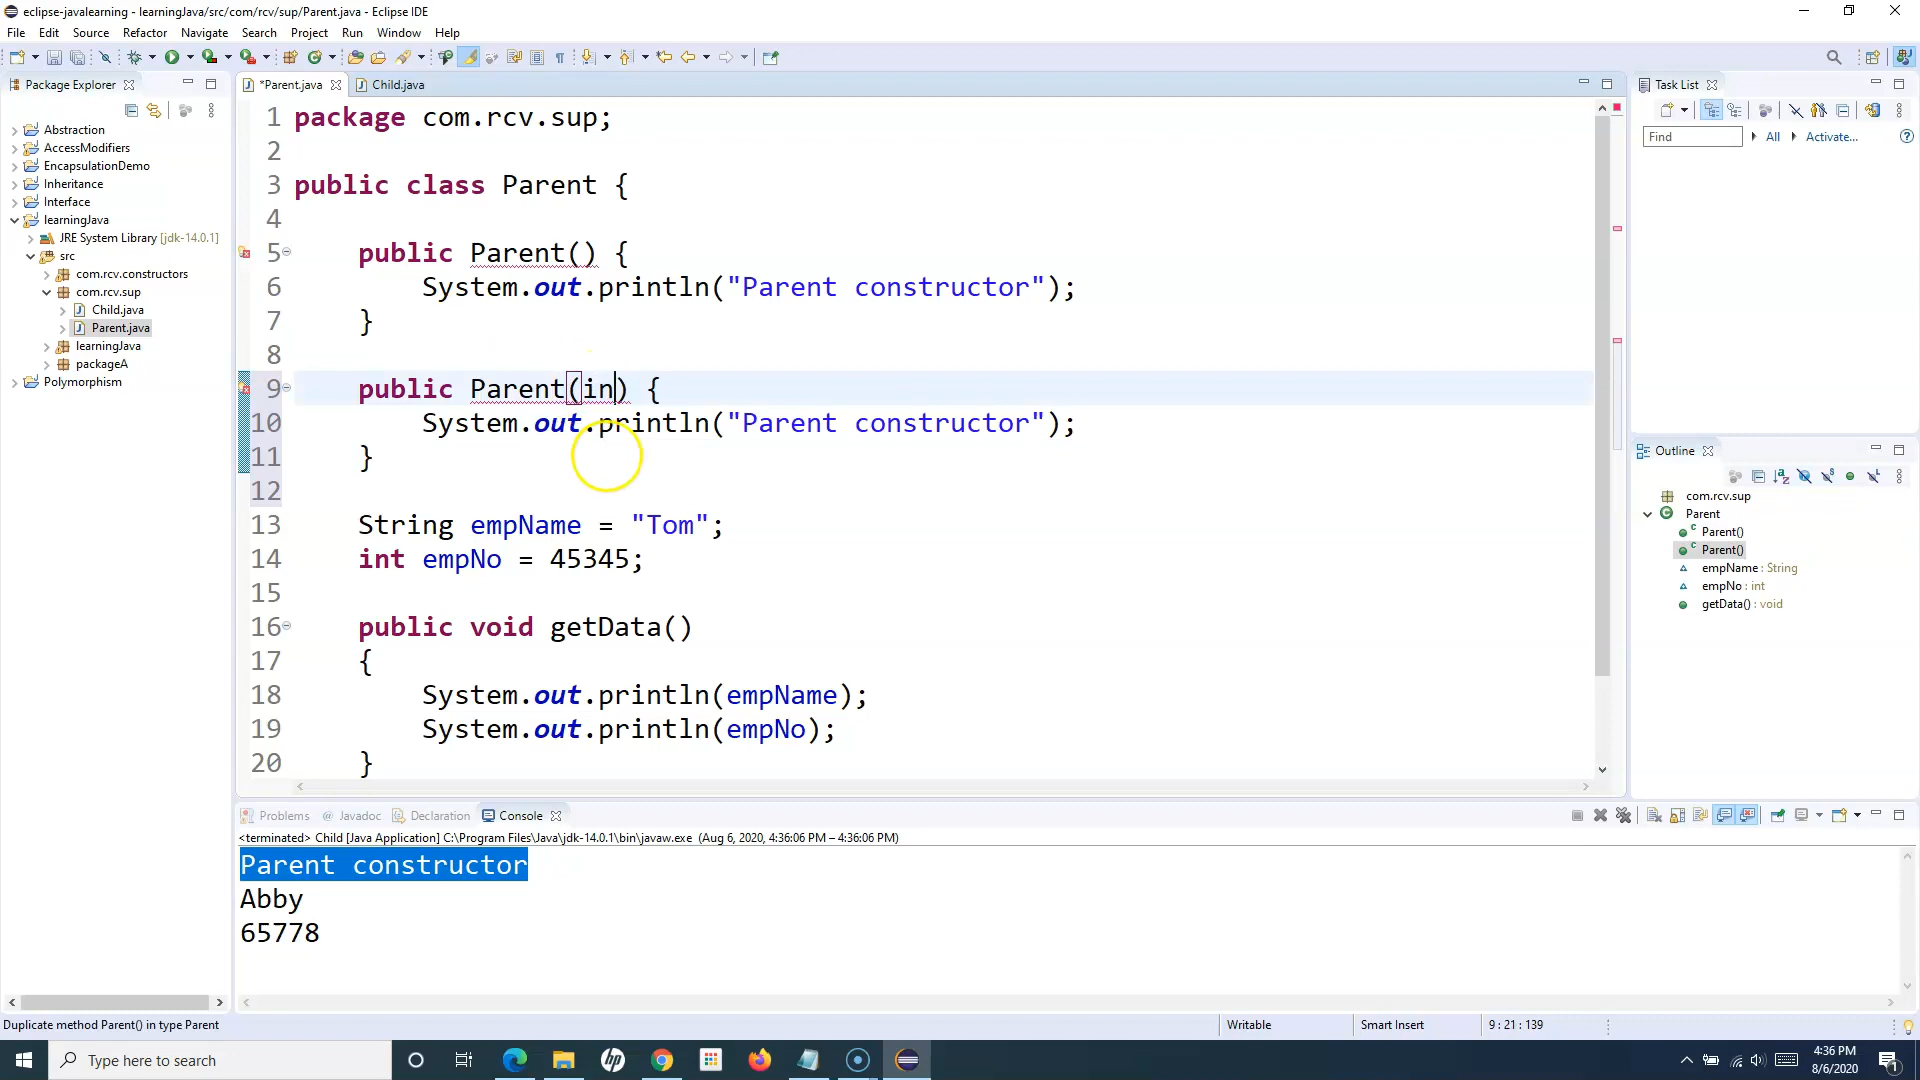 eclipse-javalearning - learningJava/src/com/rcv/sup/Parent.java - Eclipse IDE
File Edit Source Refactor Navigate Search Project Run Window Help
Package Explorer
Abstraction
AccessModifiers
EncapsulationDemo
Inheritance
Interface
learningJava
JRE System Library [jdk-14.0.1]
src
com.rcv.constructors
com.rcv.sup
Child.java
Parent.java
learningJava
packageA
Polymorphism
*Parent.java Child.java
1 package com.rcv.sup;
2
3 public class Parent {
4
5 public Parent() {
6 System.out.println("Parent constructor");
7 }
8
9 public Parent(in) {
10 System.out.println("Parent constructor");
11 }
12
13 String empName = "Tom";
14 int empNo = 45345;
15
16 public void getData()
17 {
18 System.out.println(empName);
19 System.out.println(empNo);
20 }
Task List
Find All Activate...
Outline
com.rcv.sup
Parent
Parent()
Parent()
empName : String
empNo : int
getData() : void
Problems @ Javadoc Declaration Console
<terminated> Child [Java Application] C:\Program Files\Java\jdk-14.0.1\bin\javaw.exe (Aug 6, 2020, 4:36:06 PM – 4:36:06 PM)
Parent constructor
Abby
65778
Duplicate method Parent() in type Parent Writable Smart Insert 9 : 21 : 139
Type here to search
4:36 PM
8/6/2020
1